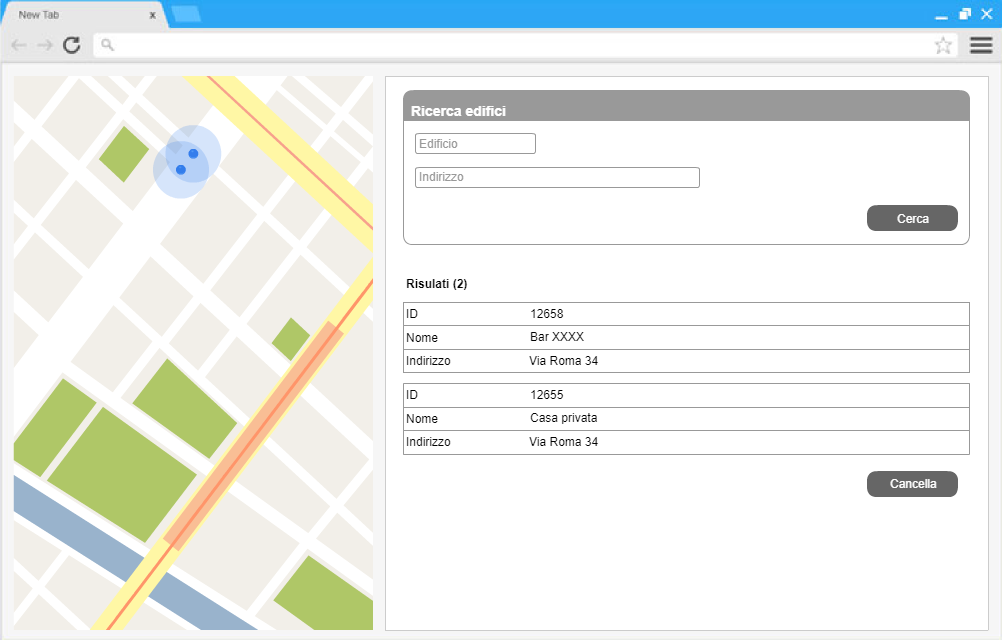 New Tab x
Ricerca edifici
Edificio
Indirizzo
Cerca
Risulati (2)
ID 12658
Nome Bar XXXX
Indirizzo Via Roma 34
ID 12655
Nome Casa privata
Indirizzo Via Roma 34
Cancella